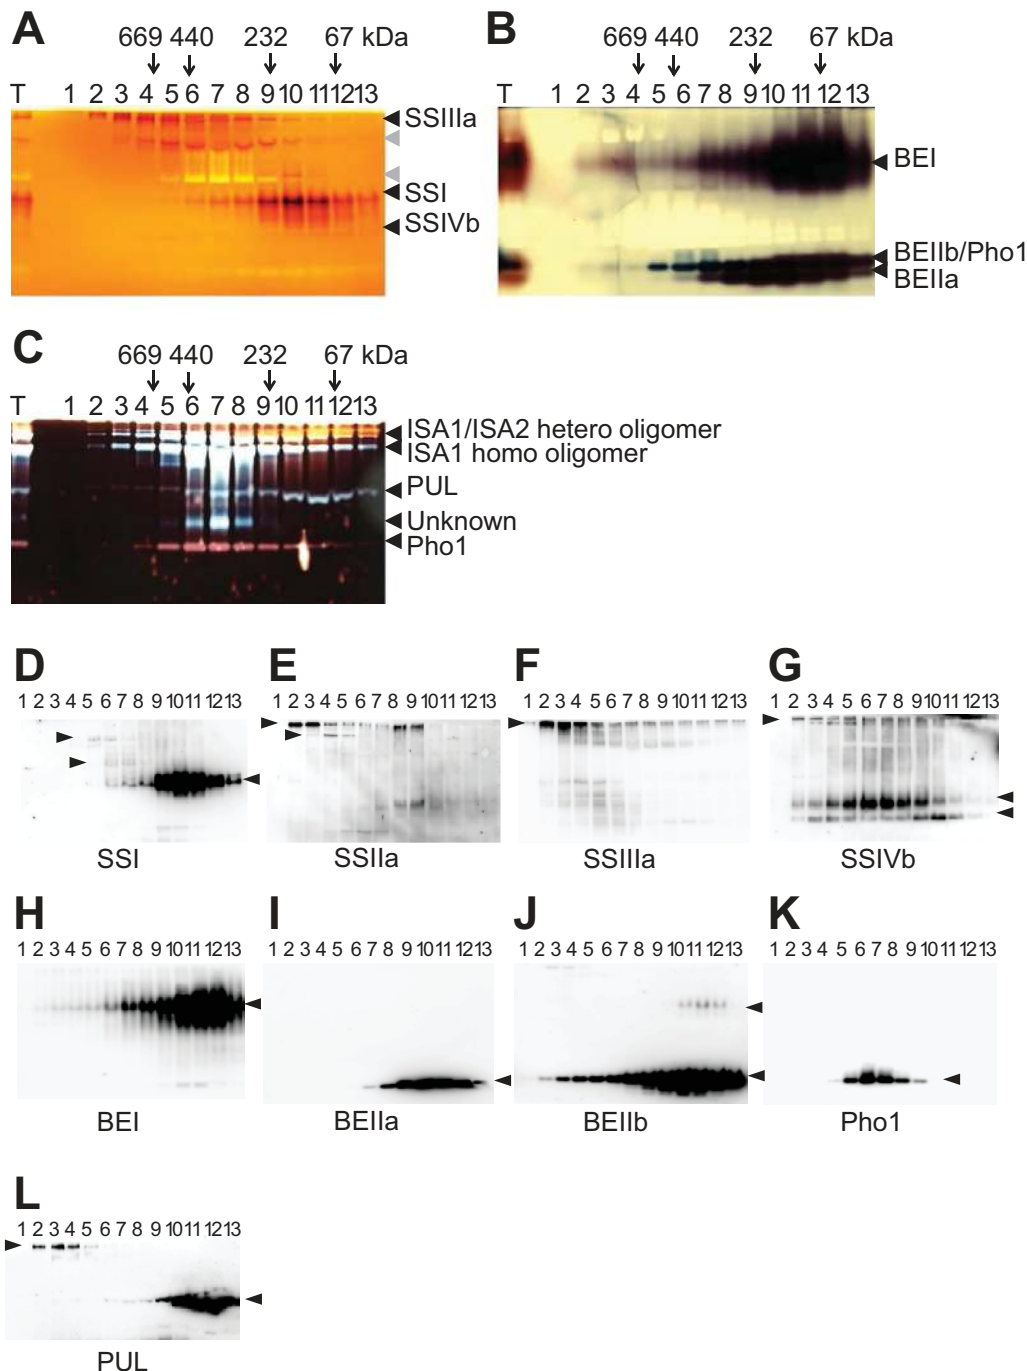 A
669 440 232 67 kDa
T 1 2 3 4 5 6 7 8 9 10 11 12 13
SSIIIa
SSI
SSIVb
B
669 440 232 67 kDa
T 1 2 3 4 5 6 7 8 9 10 11 12 13
BEI
BEIIb/Pho1
BEIIa
C
669 440 232 67 kDa
T 1 2 3 4 5 6 7 8 9 10 11 12 13
ISA1/ISA2 hetero oligomer
ISA1 homo oligomer
PUL
Unknown
Pho1
D
1 2 3 4 5 6 7 8 9 10 11 12 13
SSI
E
1 2 3 4 5 6 7 8 9 10 11 12 13
SSIIa
F
1 2 3 4 5 6 7 8 9 10 11 12 13
SSIIIa
G
1 2 3 4 5 6 7 8 9 10 11 12 13
SSIVb
H
1 2 3 4 5 6 7 8 9 10 11 12 13
BEI
I
1 2 3 4 5 6 7 8 9 10 11 12 13
BEIIa
J
1 2 3 4 5 6 7 8 9 10 11 12 13
BEIIb
K
1 2 3 4 5 6 7 8 9 10 11 12 13
Pho1
L
1 2 3 4 5 6 7 8 9 10 11 12 13
PUL